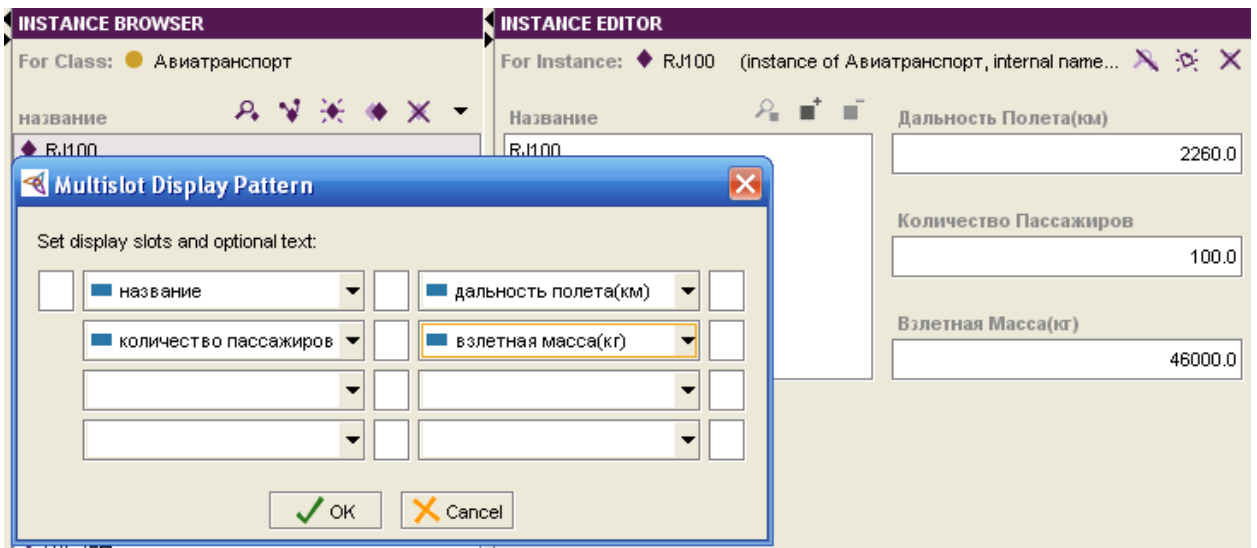 INSTANCE BROWSER
For Class: Авиатранспорт
название
RJ100
INSTANCE EDITOR
For Instance: RJ100 (instance of Авиатранспорт, internal name...
Название
RJ100
Дальность Полета(км)
2260.0
Количество Пассажиров
100.0
Взлетная Масса(кг)
46000.0
Multislot Display Pattern
Set display slots and optional text:
название дальность полета(км)
количество пассажиров взлетная масса(кг)
OK Cancel